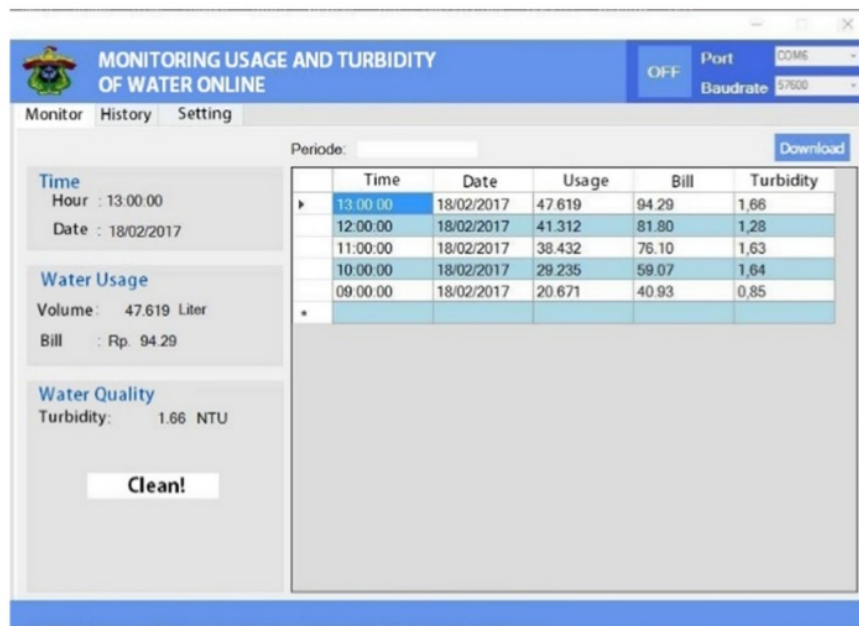 MONITORING USAGE AND TURBIDITY
OF WATER ONLINE
OFF
Port COM6
Baudrate 57600
Monitor History Setting
Periode:
Download
Time
Hour : 13:00:00
Date : 18/02/2017
Water Usage
Volume : 47.619 Liter
Bill : Rp. 94.29
Water Quality
Turbidity: 1.66 NTU
Clean!
Time Date Usage Bill Turbidity
13:00:00 18/02/2017 47.619 94.29 1,66
12:00:00 18/02/2017 41.312 81.80 1,28
11:00:00 18/02/2017 38.432 76.10 1,63
10:00:00 18/02/2017 29.235 59.07 1,64
09:00:00 18/02/2017 20.671 40.93 0,85